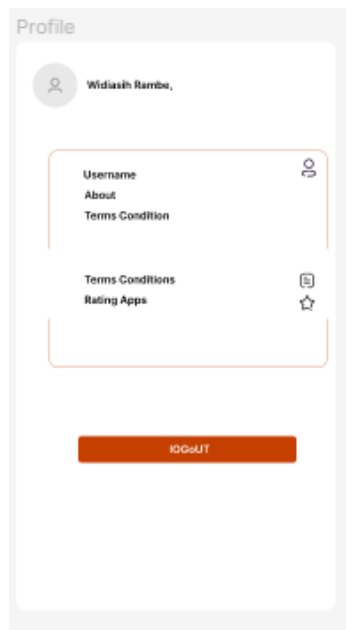 Profile
Widiasih Rambe,
Username
About
Terms Condition
Terms Conditions
Rating Apps
lOGoUT